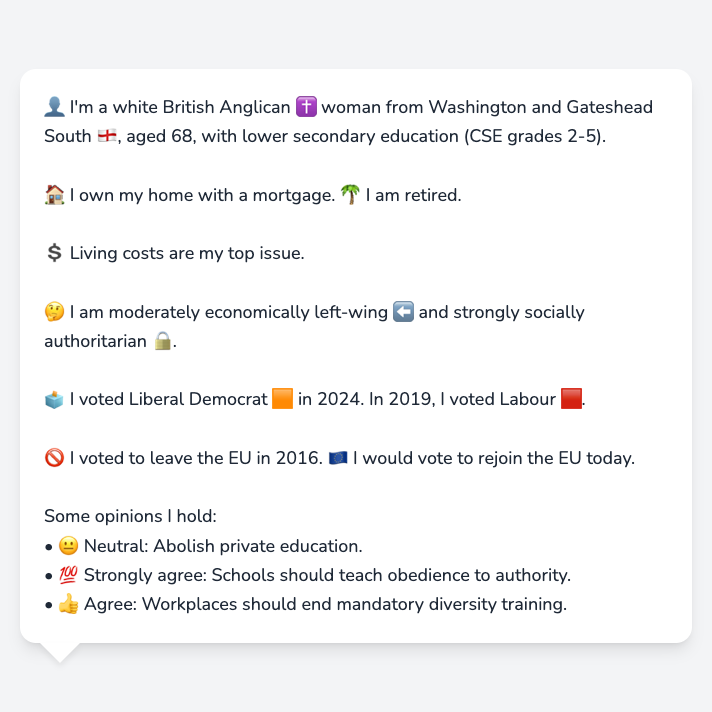 👤 I'm a white British Anglican ✝️ woman from Washington and Gateshead
South 🏴󠁧󠁢󠁥󠁮󠁧󠁿, aged 68, with lower secondary education (CSE grades 2-5).
🏠 I own my home with a mortgage. 🌴 I am retired.
💲 Living costs are my top issue.
🤔 I am moderately economically left-wing ⬅️ and strongly socially
authoritarian 🔒.
🗳️ I voted Liberal Democrat 🟧 in 2024. In 2019, I voted Labour 🟥.
🚫 I voted to leave the EU in 2016. 🇪🇺 I would vote to rejoin the EU today.
Some opinions I hold:
• 😐 Neutral: Abolish private education.
• 💯 Strongly agree: Schools should teach obedience to authority.
• 👍 Agree: Workplaces should end mandatory diversity training.